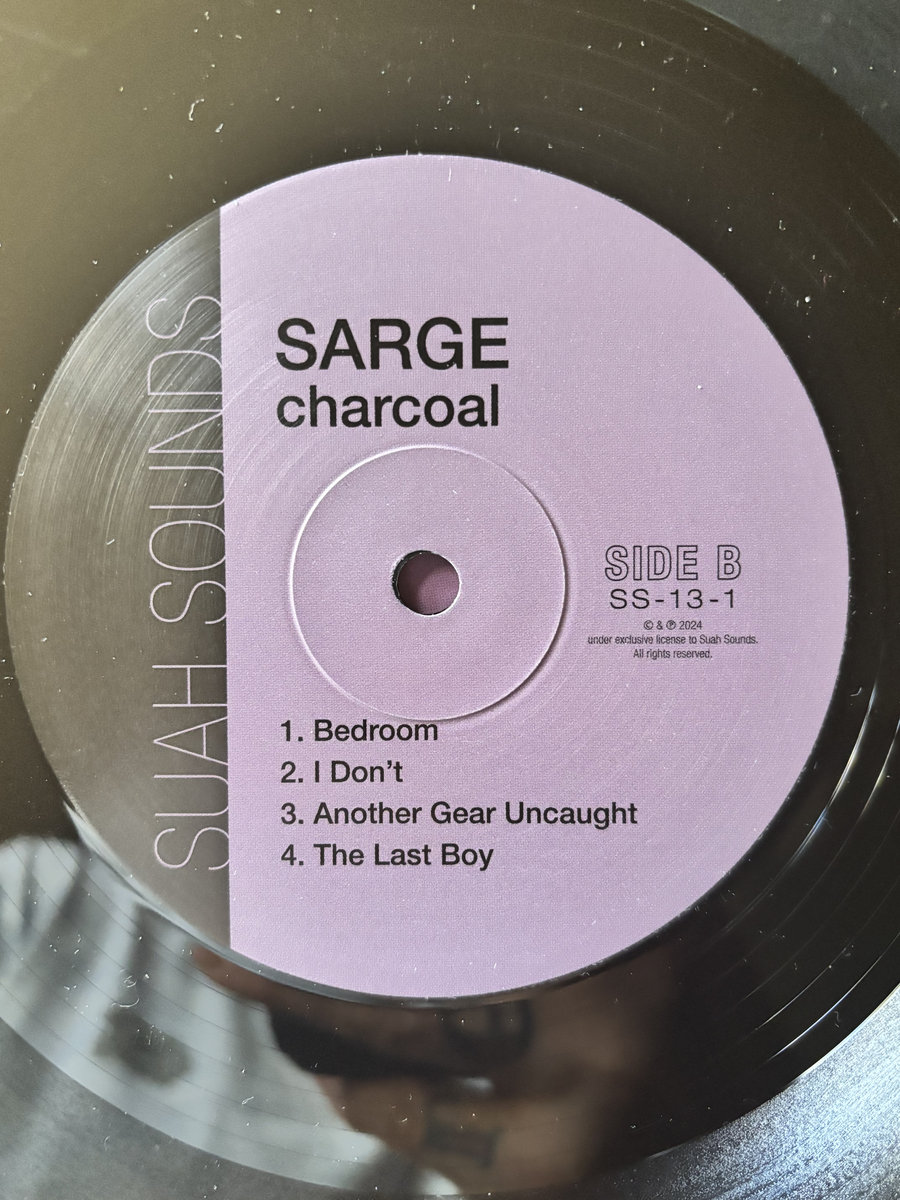 SUAH SOUNDS
SARGE
charcoal
SIDE B
SS-13-1
© & ℗ 2024
under exclusive license to Suah Sounds.
All rights reserved.
1. Bedroom
2. I Don't
3. Another Gear Uncaught
4. The Last Boy